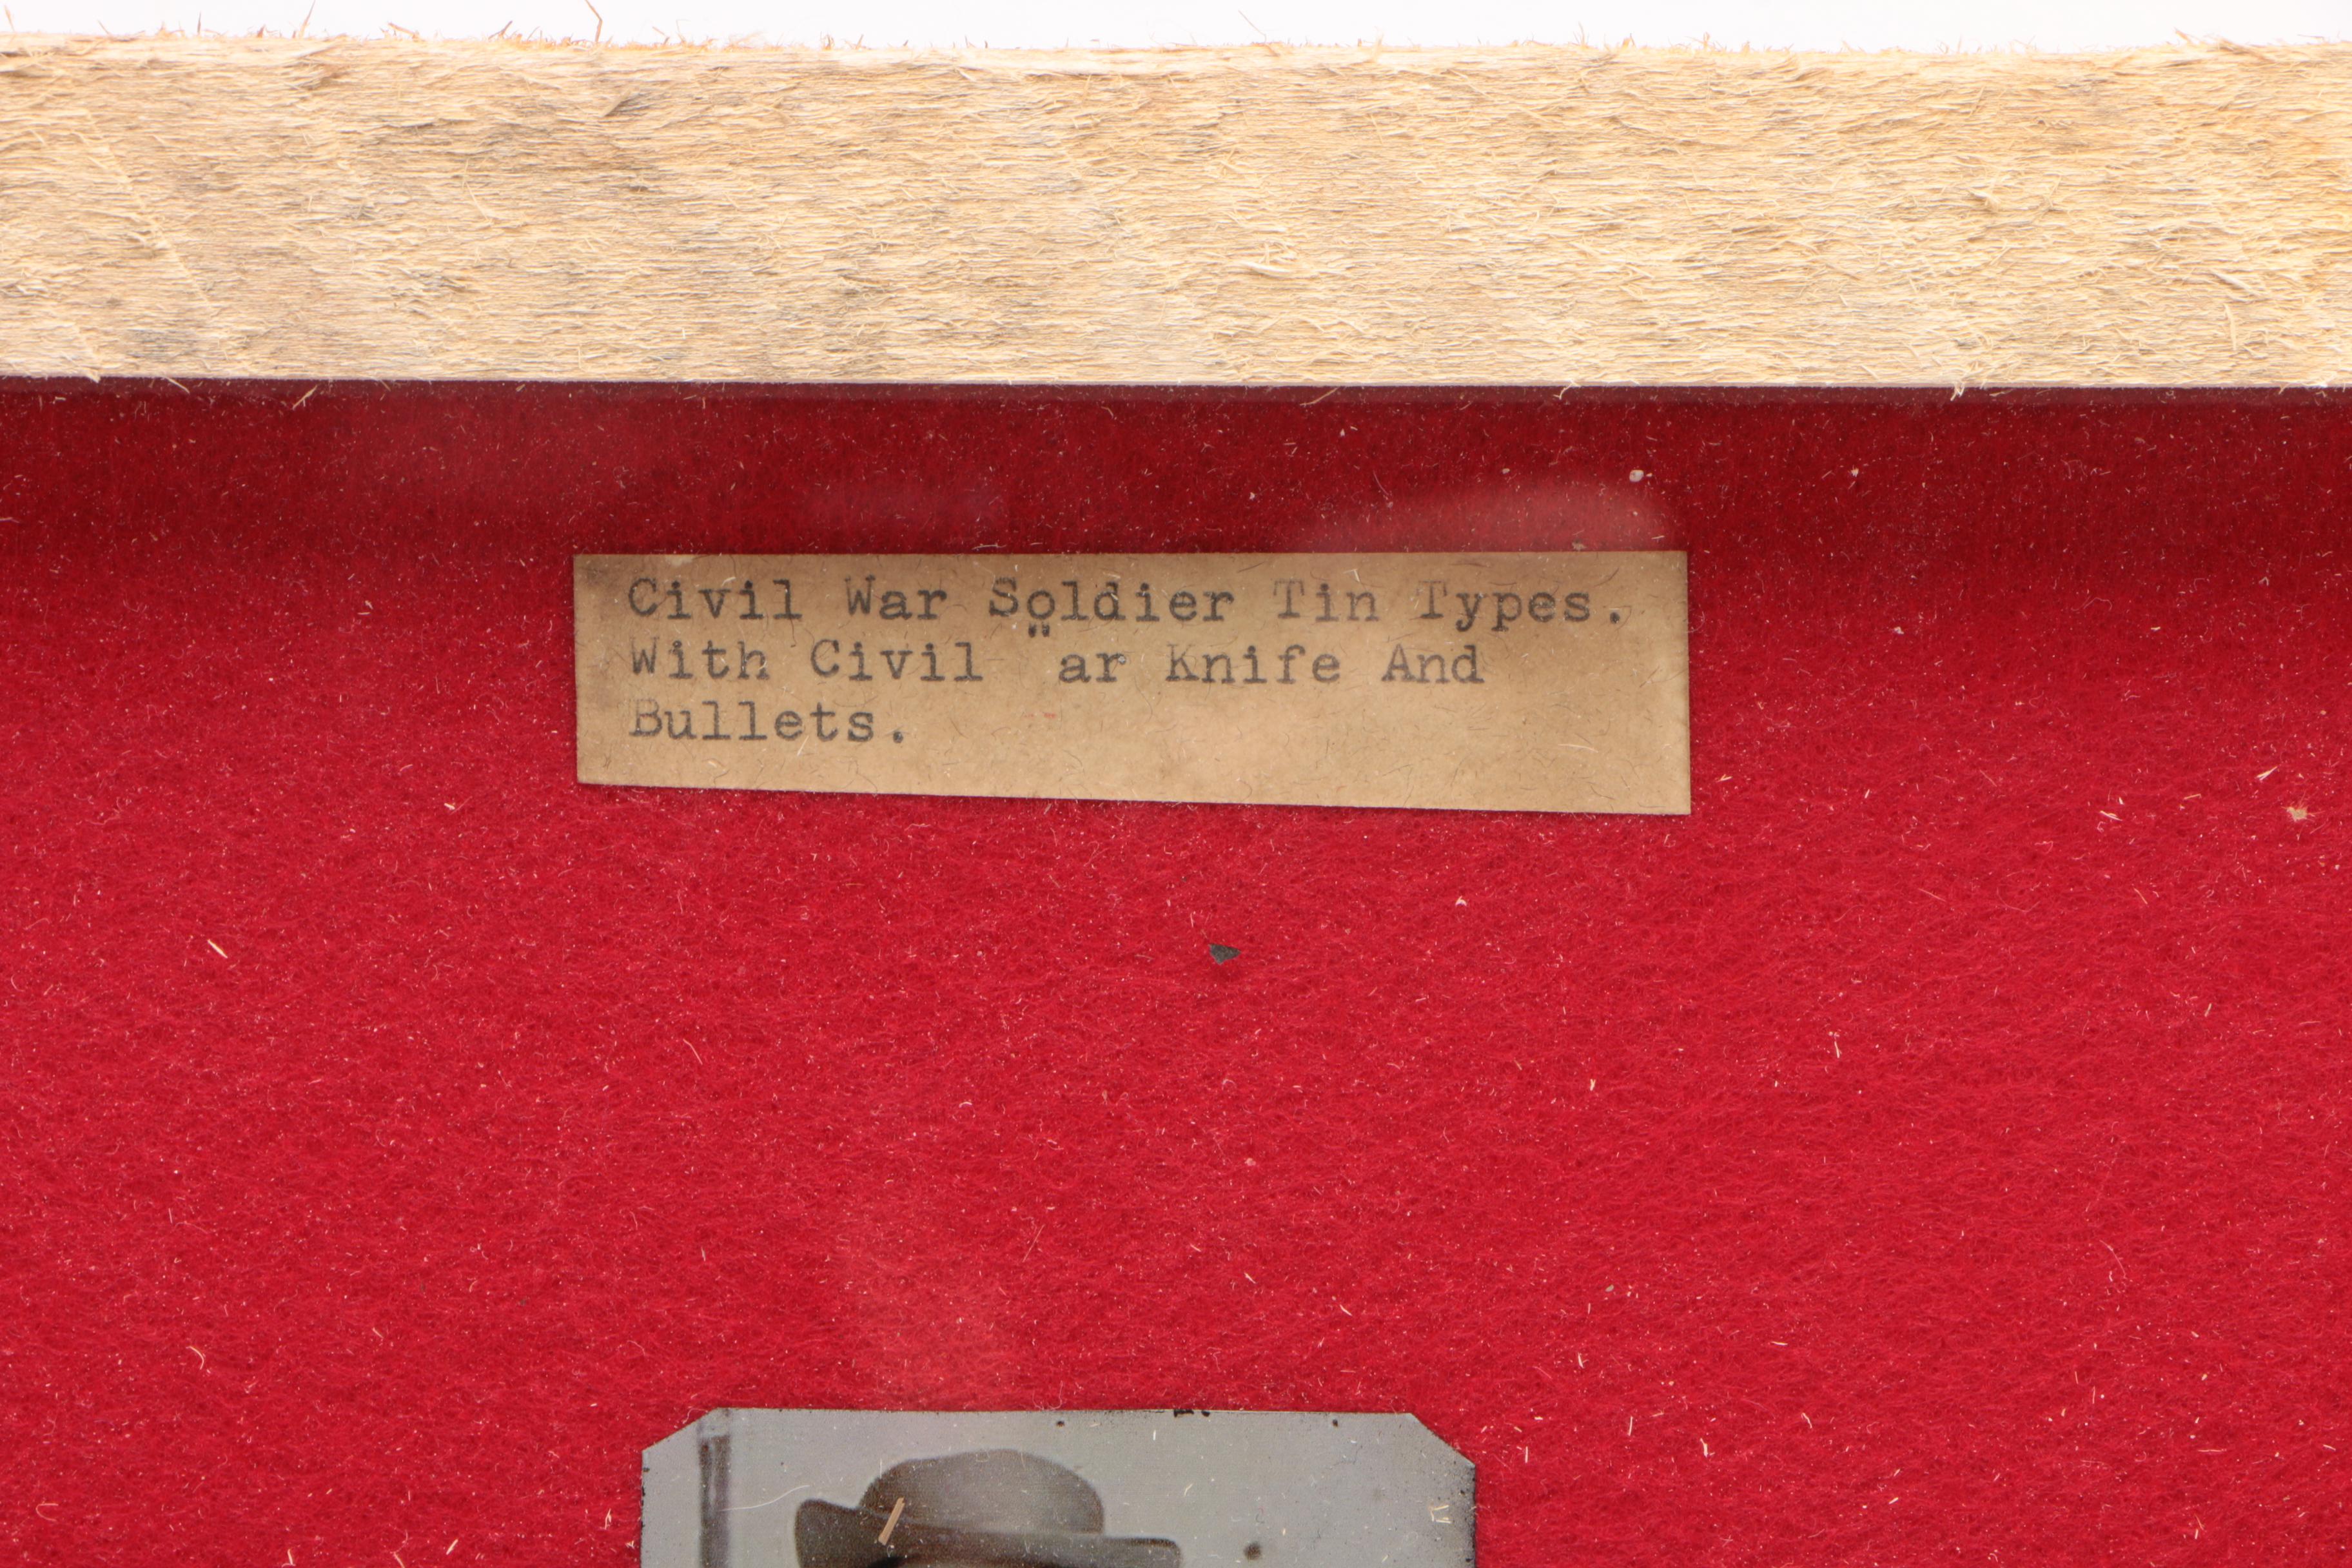 Civil War Soldier Tin Types.
With Civil "ar Knife And
Bullets.